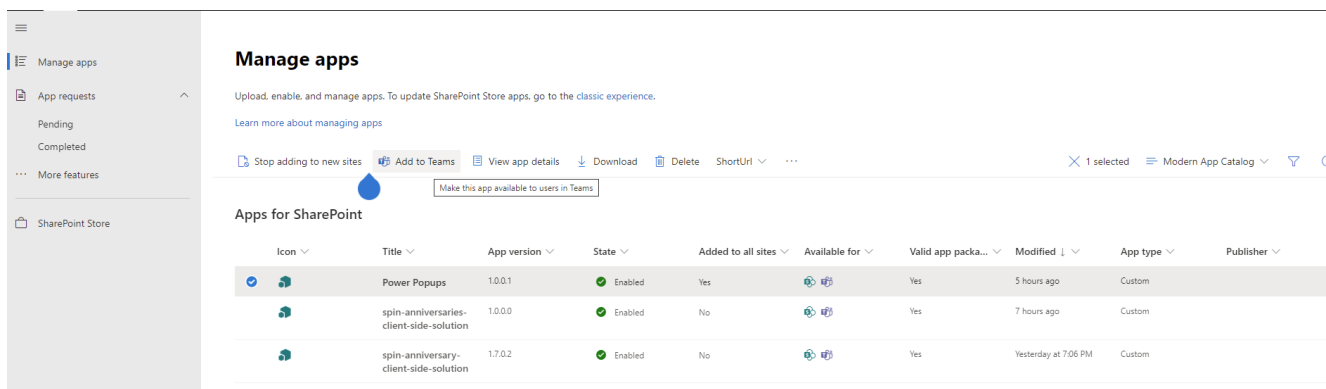 Manage apps
App requests
Pending
Completed
More features
SharePoint Store
Manage apps
Upload, enable, and manage apps. To update SharePoint Store apps, go to the classic experience.
Learn more about managing apps
Stop adding to new sites Add to Teams View app details Download Delete ShortUrl ··· 1 selected Modern App Catalog
Make this app available to users in Teams
Apps for SharePoint
Icon Title App version State Added to all sites Available for Valid app packa... Modified ↓ App type Publisher
Power Popups 1.0.0.1 Enabled Yes Yes 5 hours ago Custom
spin-anniversaries- 1.0.0.0 Enabled No Yes 7 hours ago Custom
client-side-solution
spin-anniversary- 1.7.0.2 Enabled No Yes Yesterday at 7:06 PM Custom
client-side-solution